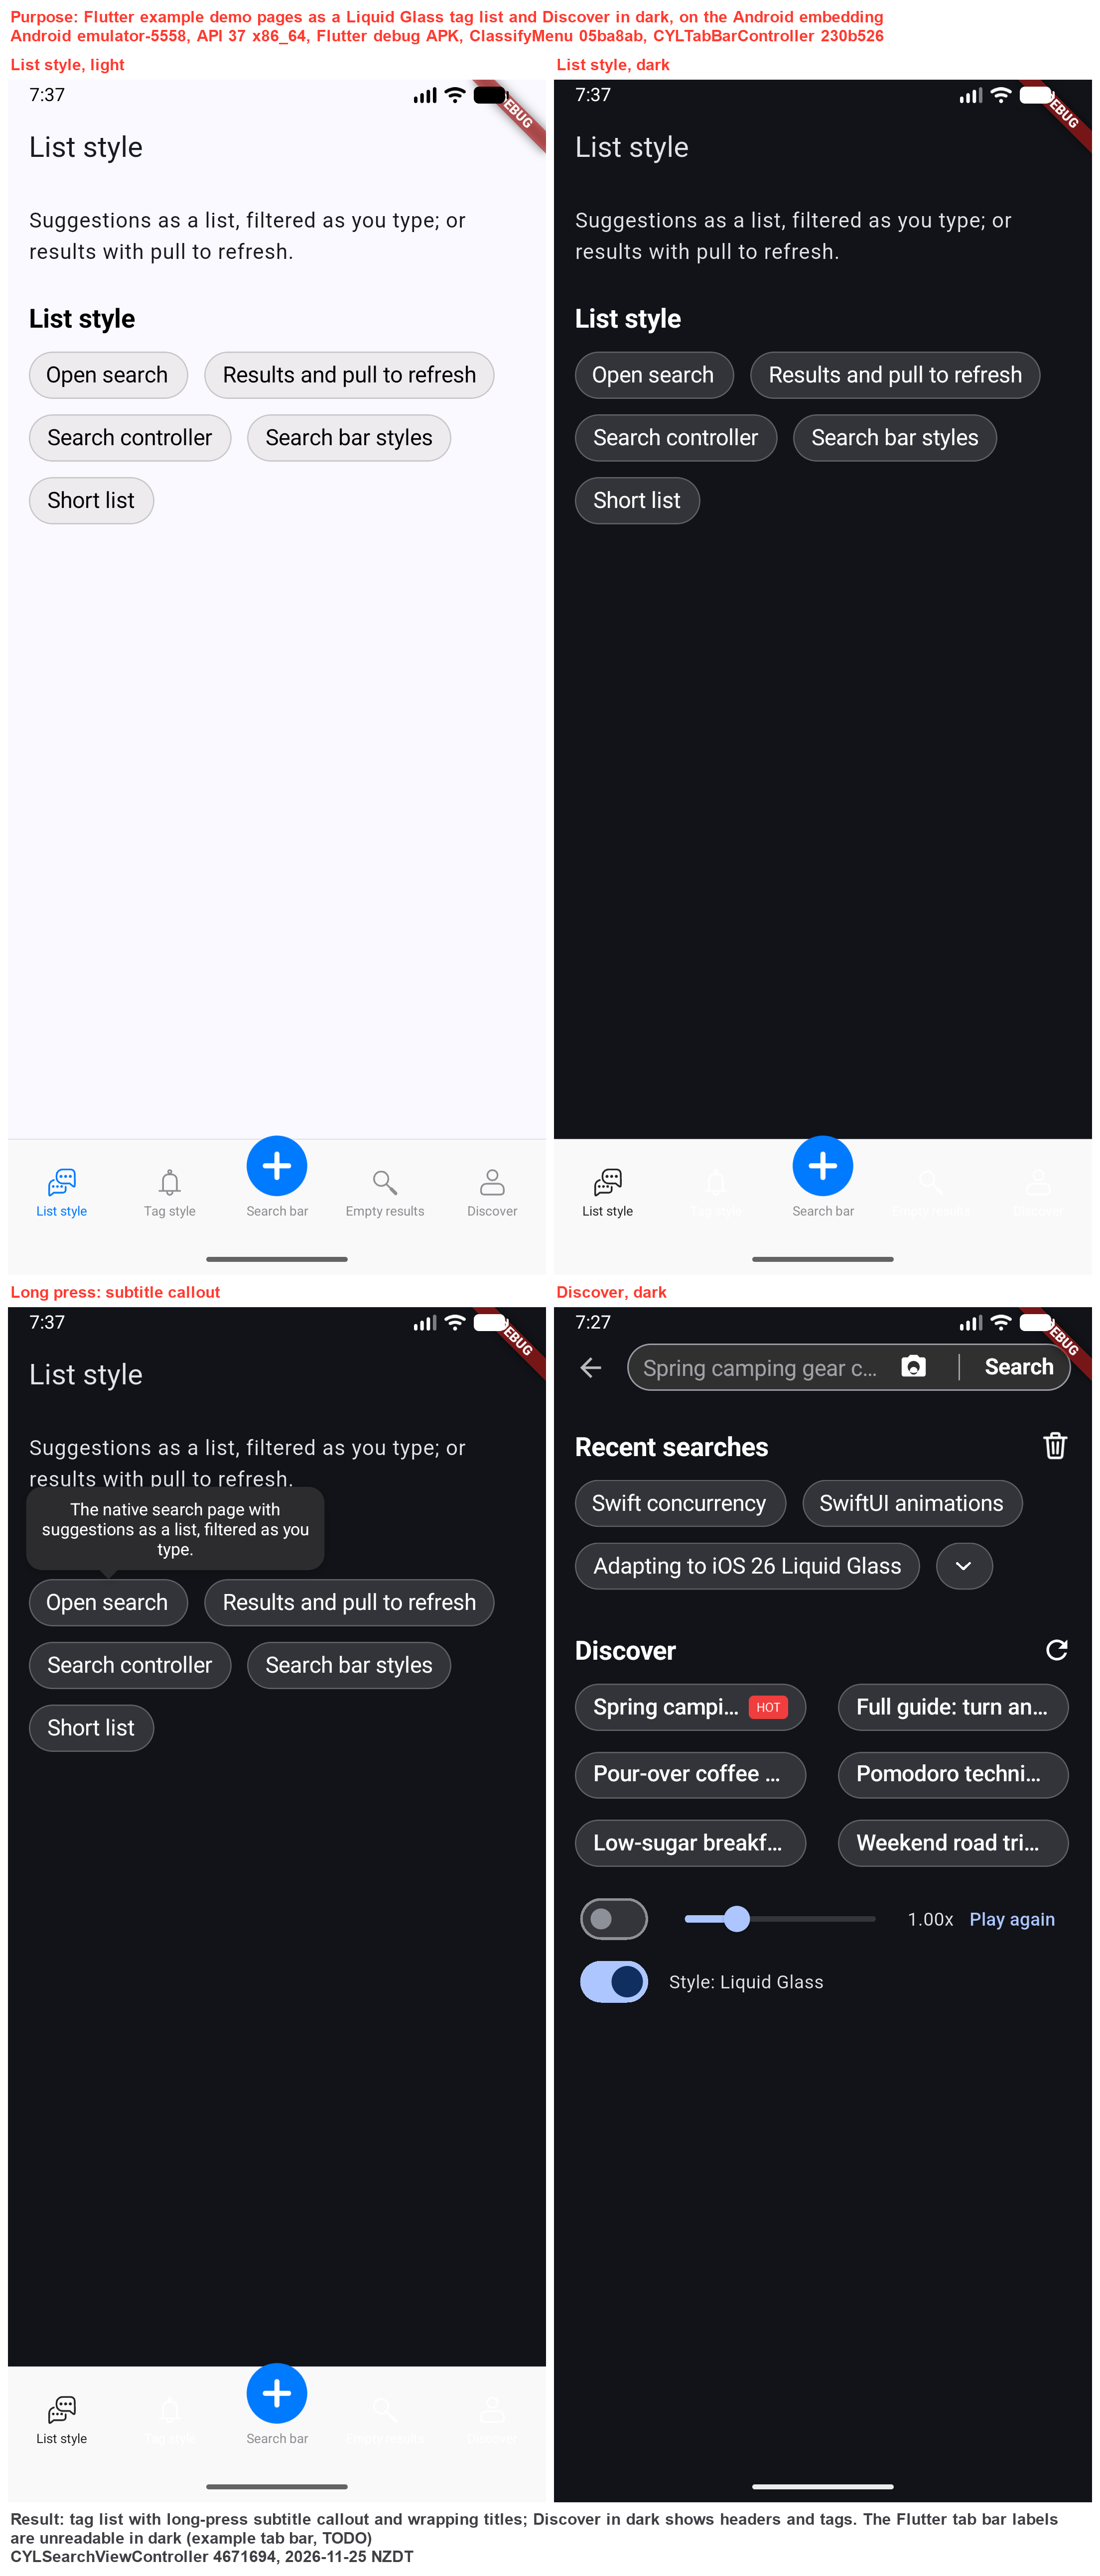 Purpose: Flutter example demo pages as a Liquid Glass tag list and Discover in dark, on the Android embedding
Android emulator-5558, API 37 x86_64, Flutter debug APK, ClassifyMenu 05ba8ab, CYLTabBarController 230b526
List style, light
7:37
EBUG
List style
Suggestions as a list, filtered as you type; or
results with pull to refresh.
List style
Open search
Results and pull to refresh
Search controller
Search bar styles
Short list
List style
Tag style
Search bar
Empty results
Discover
List style, dark
7:37
EBUG
List style
Suggestions as a list, filtered as you type; or
results with pull to refresh.
List style
Open search
Results and pull to refresh
Search controller
Search bar styles
Short list
List style
Tag style
Search bar
Empty results
Discover
Long press: subtitle callout
7:37
EBUG
List style
Suggestions as a list, filtered as you type; or
results with pull to refresh.
The native search page with
suggestions as a list, filtered as you
type.
Open search
Results and pull to refresh
Search controller
Search bar styles
Short list
List style
Tag style
Search bar
Empty results
Discover
Discover, dark
7:27
EBUG
Spring camping gear c...
Search
Recent searches
Swift concurrency
SwiftUI animations
Adapting to iOS 26 Liquid Glass
Discover
Spring campi... HOT
Full guide: turn an...
Pour-over coffee ...
Pomodoro techni...
Low-sugar breakf...
Weekend road tri...
1.00x
Play again
Style: Liquid Glass
Result: tag list with long-press subtitle callout and wrapping titles; Discover in dark shows headers and tags. The Flutter tab bar labels
are unreadable in dark (example tab bar, TODO)
CYLSearchViewController 4671694, 2026-11-25 NZDT